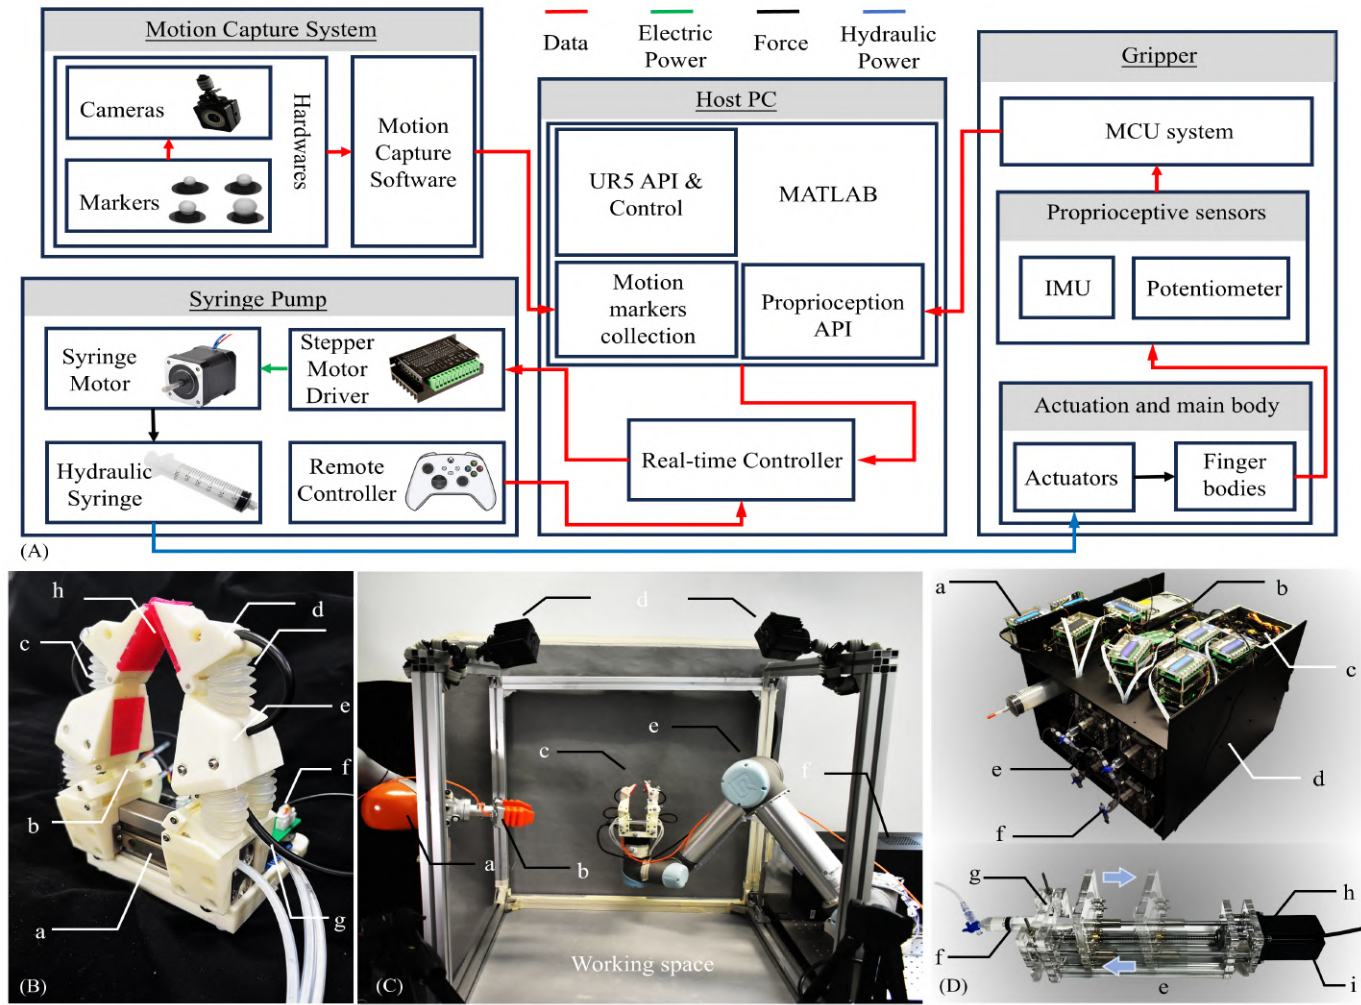 Motion Capture System
Cameras
Markers
Hardwares
Motion
Capture
Software
Data
Electric
Power
Force
Hydraulic
Power
Host PC
UR5 API &
Control
MATLAB
Motion
markers
collection
Proprioception
API
Real-time Controller
Gripper
MCU system
Proprioceptive sensors
IMU
Potentiometer
Actuation and main body
Actuators
Finger
bodies
Syringe Pump
Syringe
Motor
Stepper
Motor
Driver
Hydraulic
Syringe
Remote
Controller
(A)
h
d
c
e
f
b
a
g
(B)
d
c
e
f
a
b
Working space
(C)
a
b
c
e
d
f
g
h
f
e
i
(D)